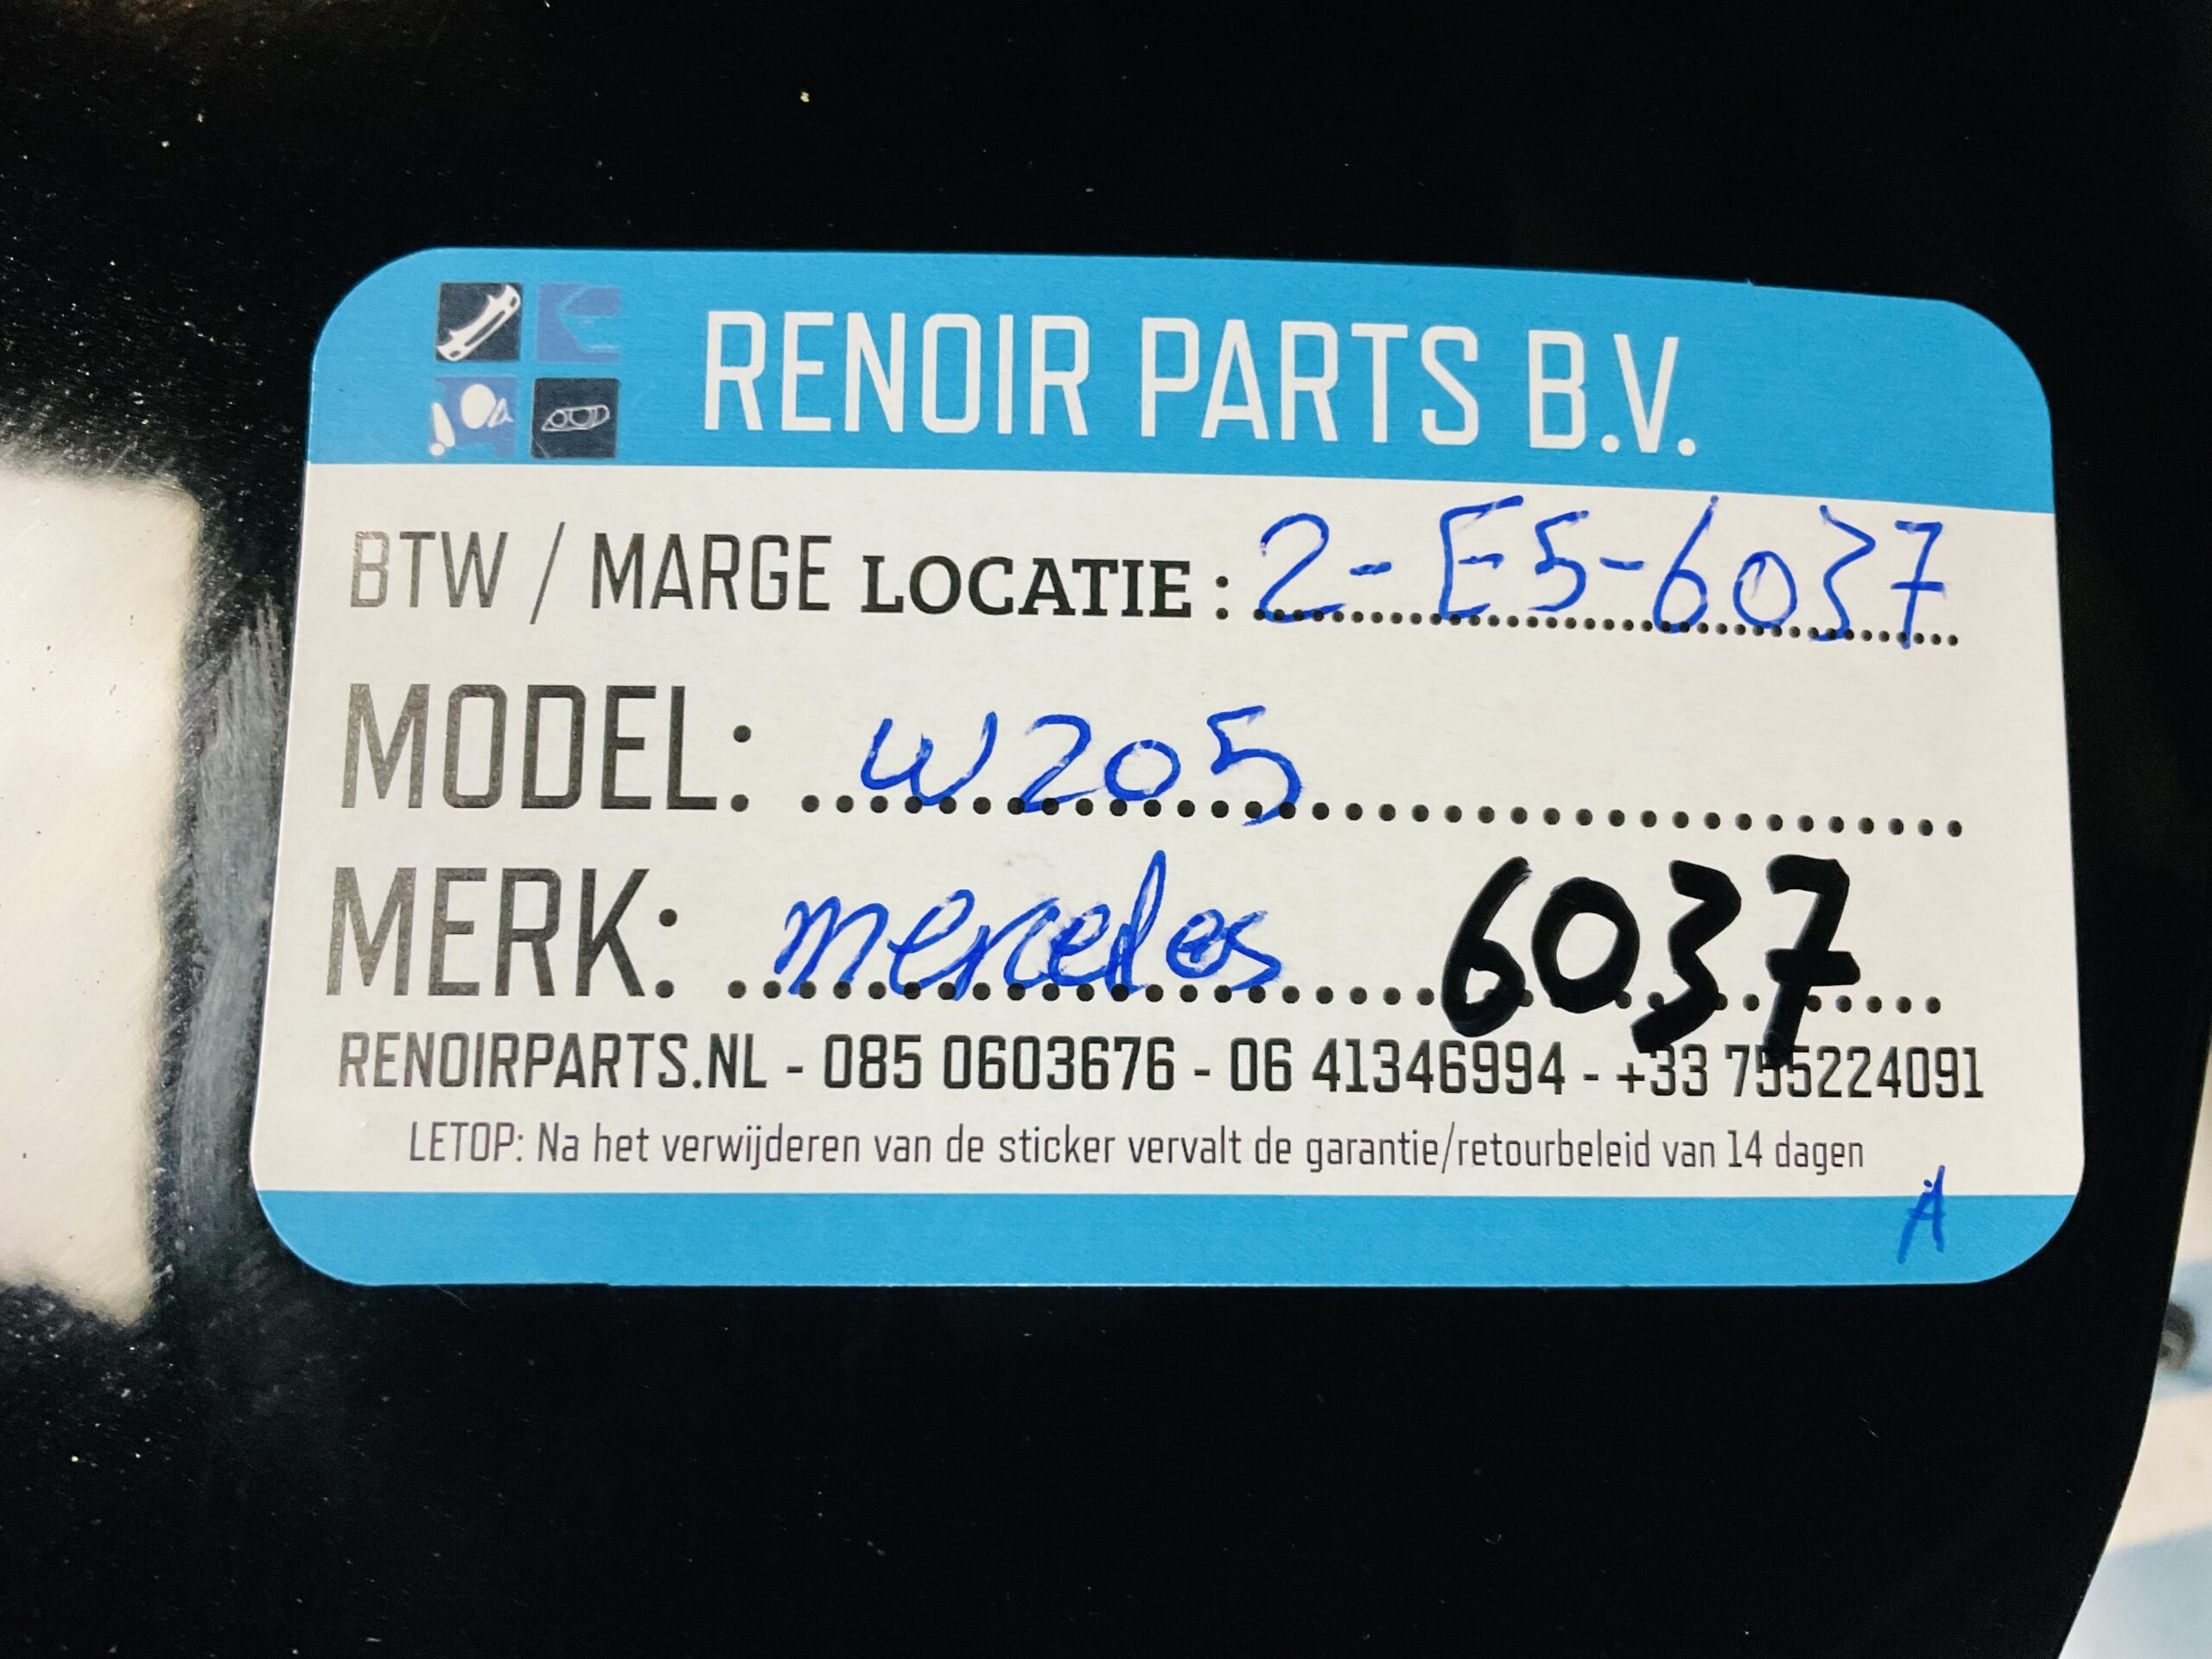 RENOIR PARTS B.V.
BTW / MARGE LOCATIE : 2-E5-6037
MODEL: W205
MERK: mercedes 6037
RENOIRPARTS.NL - 085 0603676 - 06 41346994 - +33 755224091
LETOP: Na het verwijderen van de sticker vervalt de garantie/retourbeleid van 14 dagen
A